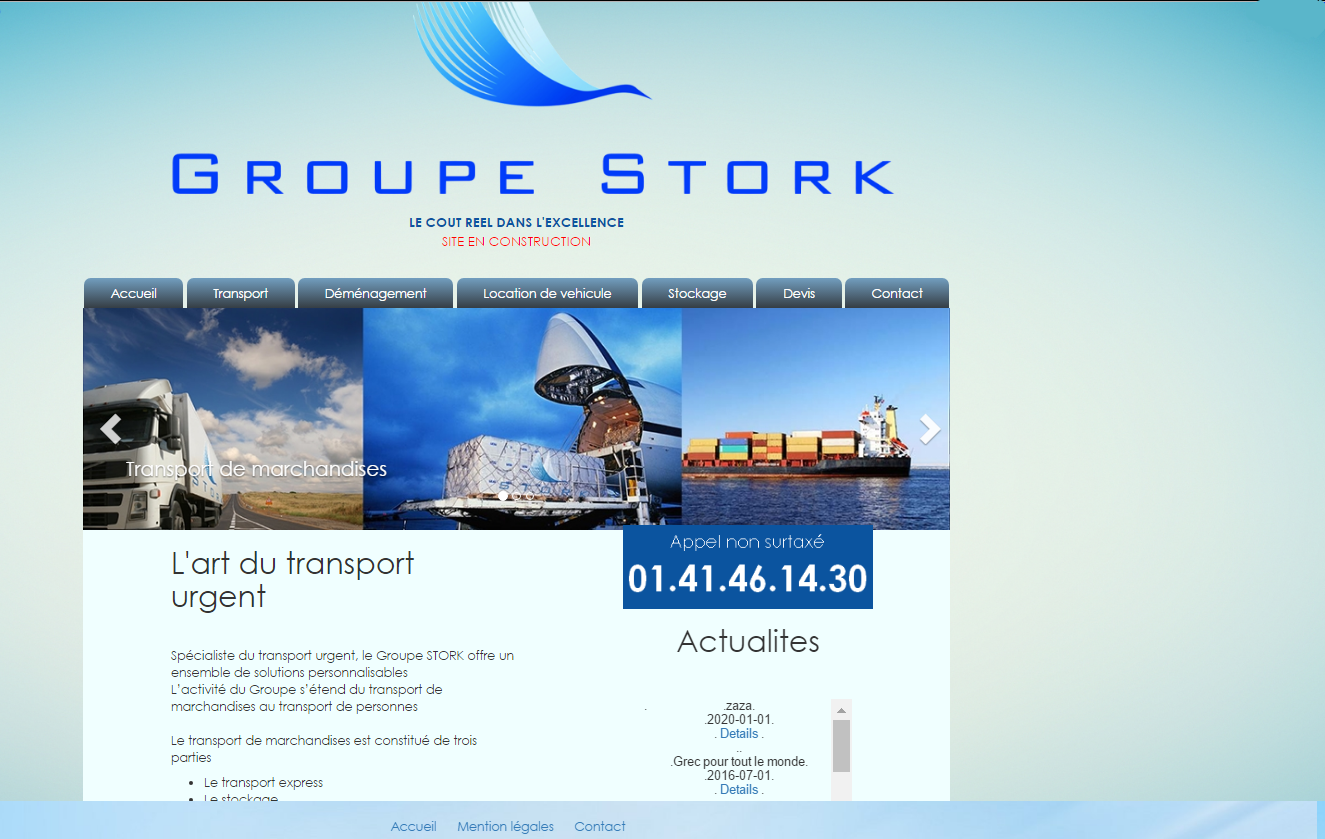 GROUPE STORK
LE COUT REEL DANS L'EXCELLENCE
SITE EN CONSTRUCTION
Accueil
Transport
Déménagement
Location de vehicule
Stockage
Devis
Contact
Transport de marchandises
L'art du transport
urgent
Spécialiste du transport urgent, le Groupe STORK offre un
ensemble de solutions personnalisables
L'activité du Groupe s'étend du transport de
marchandises au transport de personnes
Le transport de marchandises est constitué de trois
parties
Le transport express
Le stockage
Appel non surtaxé
01.41.46.14.30
Actualites
. .zaza.
.2020-01-01.
. Details .
..
.Grec pour tout le monde.
.2016-07-01.
. Details .
Accueil
Mention légales
Contact